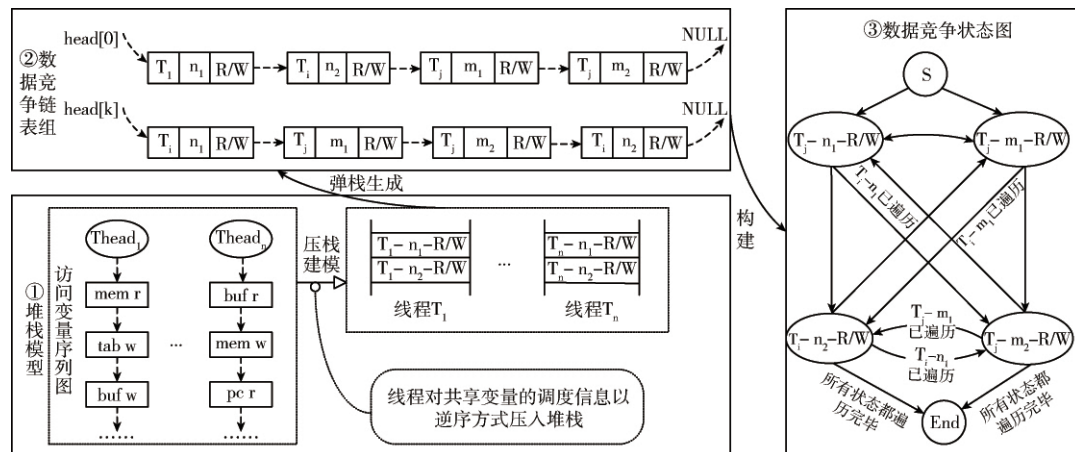 ②数据竞争链表组
head[0]
T₁ n₁ R/W
Tᵢ n₂ R/W
Tⱼ m₁ R/W
Tⱼ m₂ R/W
NULL
head[k]
Tᵢ n₁ R/W
Tⱼ m₁ R/W
Tⱼ m₂ R/W
Tᵢ n₂ R/W
NULL
弹栈生成
①堆栈模型
访问变量序列图
Thead₁
mem r
tab w
buf w
……
...
Theadₙ
buf r
mem w
pc r
……
压栈
建模
T₁− n₁−R/W
T₁− n₂−R/W
线程T₁
...
Tₙ− n₁−R/W
Tₙ− n₂−R/W
线程Tₙ
线程对共享变量的调度信息以
逆序方式压入堆栈
构建
③数据竞争状态图
S
Tⱼ− n₁−R/W
Tⱼ− m₁−R/W
Tᵢ−n₁已遍历
Tᵢ− m₁已遍历
Tᵢ− n₂−R/W
Tⱼ− m₁
已遍历
Tᵢ−n₁
已遍历
Tⱼ− m₂−R/W
所有状态都遍
历完毕
所有状态都
遍历完毕
End